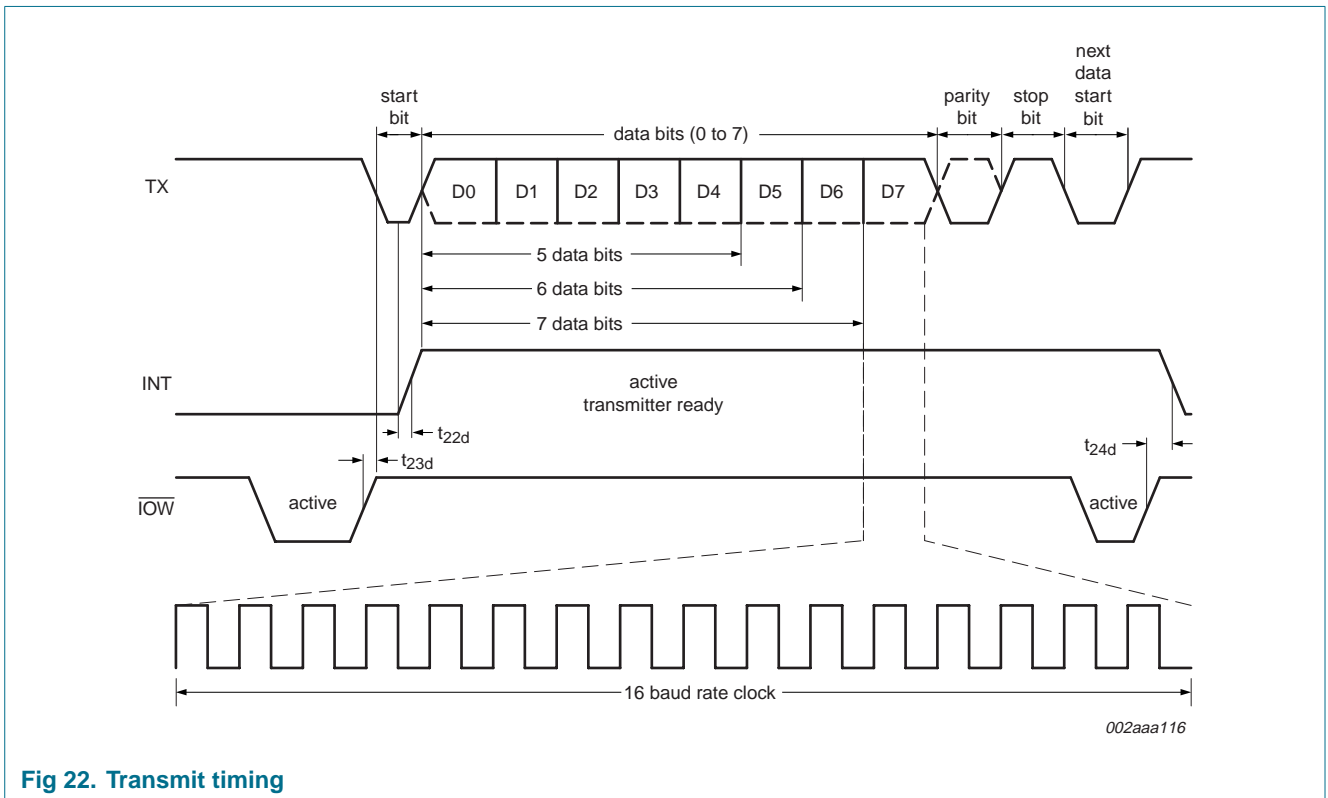 next
data
start
bit
start
bit
parity
bit
stop
bit
data bits (0 to 7)
TX
D0 D1 D2 D3 D4 D5 D6 D7
5 data bits
6 data bits
7 data bits
INT
active
transmitter ready
t22d
t23d
t24d
IOW
active
active
16 baud rate clock
002aaa116
Fig 22. Transmit timing